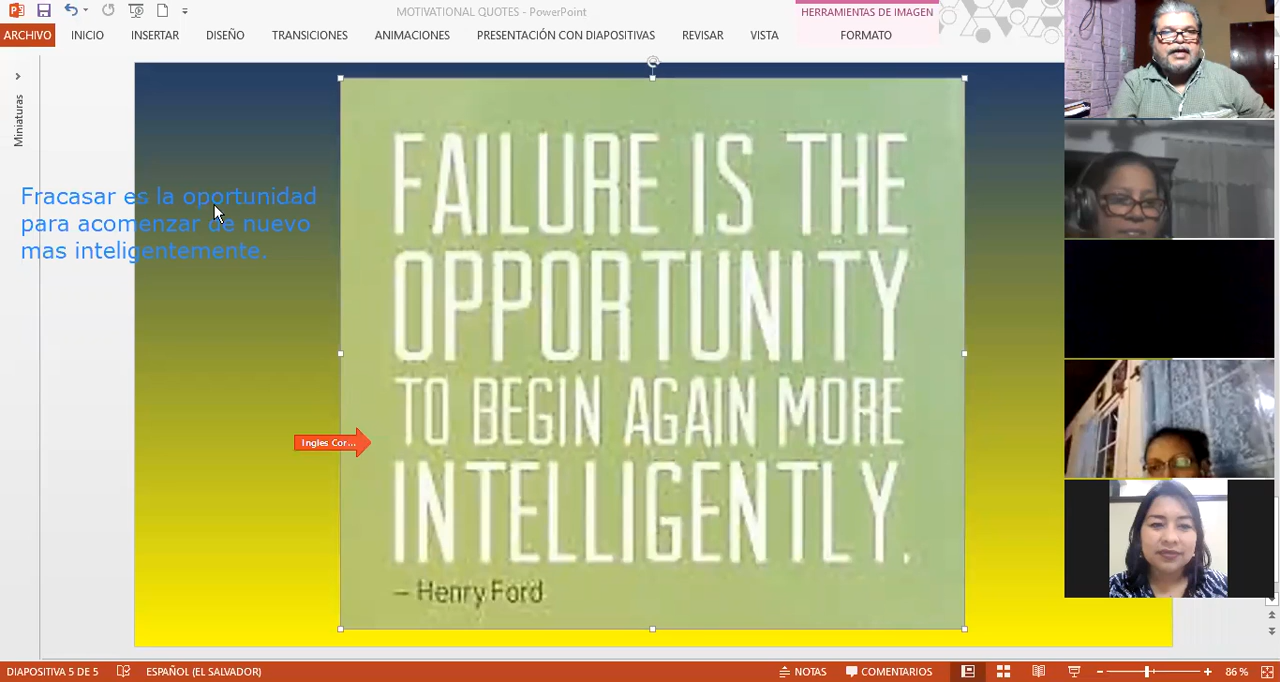 MOTIVATIONAL QUOTES - PowerPoint
HERRAMIENTAS DE IMAGEN
ARCHIVO INICIO INSERTAR DISEÑO TRANSICIONES ANIMACIONES PRESENTACIÓN CON DIAPOSITIVAS REVISAR VISTA FORMATO
Miniaturas
Fracasar es la oportunidad
para acomenzar de nuevo
mas inteligentemente.
FAILURE IS THE
OPPORTUNITY
TO BEGIN AGAIN MORE
INTELLIGENTLY.
– Henry Ford
Ingles Cor...
DIAPOSITIVA 5 DE 5 ESPAÑOL (EL SALVADOR) NOTAS COMENTARIOS 86 %